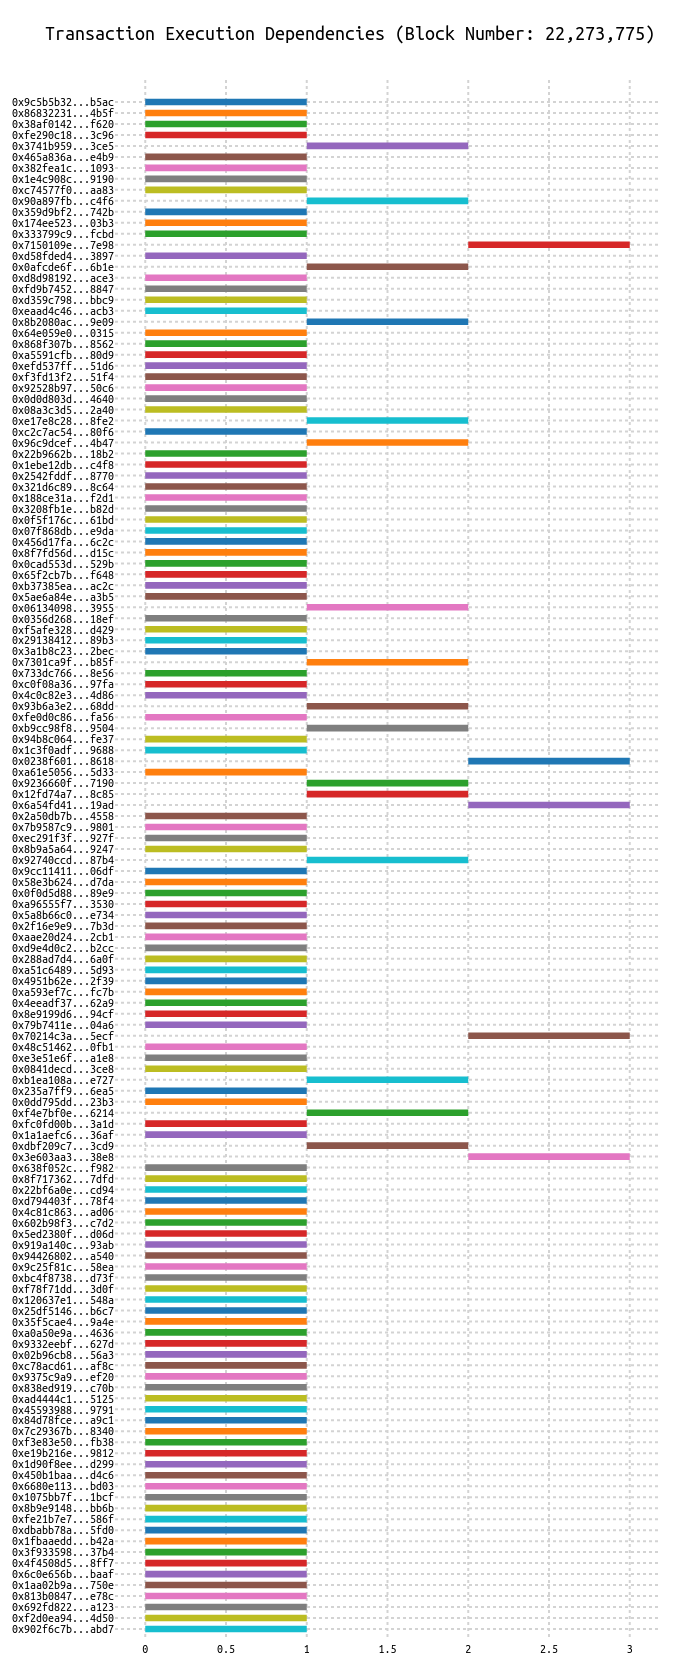 Transaction Execution Dependencies (Block Number: 22,273,775)
0x9c5b5b32...b5ac
0x86832231...4b5f
0x38af0142...f620
0xfe290c18...3c96
0x3741b959...3ce5
0x465a836a...e4b9
0x382fea1c...1093
0x1e4c908c...9190
0xc74577f0...aa83
0x90a897fb...c4f6
0x359d9bf2...742b
0x174ee523...03b3
0x333799c9...fcbd
0x7150109e...7e98
0xd58fded4...3897
0x0afcde6f...6b1e
0xd8d98192...ace3
0xfd9b7452...8847
0xd359c798...bbc9
0xeaad4c46...acb3
0x8b2080ac...9e09
0x64e059e0...0315
0x868f307b...8562
0xa5591cfb...80d9
0xefd537ff...51d6
0xf3fd13f2...51f4
0x92528b97...50c6
0x0d0d803d...4640
0x08a3c3d5...2a40
0xe17e8c28...8fe2
0xc2c7ac54...80f6
0x96c9dcef...4b47
0x22b9662b...18b2
0x1ebe12db...c4f8
0x2542fddf...8770
0x321d6c89...8c64
0x188ce31a...f2d1
0x3208fb1e...b82d
0x0f5f176c...61bd
0x07f868db...e9da
0x456d17fa...6c2c
0x8f7fd56d...d15c
0x0cad553d...529b
0x65f2cb7b...f648
0xb37385ea...ac2c
0x5ae6a84e...a3b5
0x06134098...3955
0x0356d268...18ef
0xf5afe328...d429
0x29138412...89b3
0x3a1b8c23...2bec
0x7301ca9f...b85f
0x733dc766...8e56
0xc0f08a36...97fa
0x4c0c82e3...4d86
0x93b6a3e2...68dd
0xfe0d0c86...fa56
0xb9cc98f8...9504
0x94b8c064...fe37
0x1c3f0adf...9688
0x0238f601...8618
0xa61e5056...5d33
0x9236660f...7190
0x12fd74a7...8c85
0x6a54fd41...19ad
0x2a50db7b...4558
0x7b9587c9...9801
0xec291f3f...927f
0x8b9a5a64...9247
0x92740ccd...87b4
0x9cc11411...06df
0x58e3b624...d7da
0x0f0d5d88...89e9
0xa96555f7...3530
0x5a8b66c0...e734
0x2f16e9e9...7b3d
0xaae20d24...2cb1
0xd9e4d0c2...b2cc
0x288ad7d4...6a0f
0xa51c6489...5d93
0x4951b62e...2f39
0xa593ef7c...fc7b
0x4eeadf37...62a9
0x8e9199d6...94cf
0x79b7411e...04a6
0x70214c3a...5ecf
0x48c51462...0fb1
0xe3e51e6f...a1e8
0x0841decd...3ce8
0xb1ea108a...e727
0x235a7ff9...6ea5
0x0dd795dd...23b3
0xf4e7bf0e...6214
0xfc0fd00b...3a1d
0x1a1aefc6...36af
0xdbf209c7...3cd9
0x3e603aa3...38e8
0x638f052c...f982
0x8f717362...7dfd
0x22bf6a0e...cd94
0xd794403f...78f4
0x4c81c863...ad06
0x602b98f3...c7d2
0x5ed2380f...d06d
0x919a140c...93ab
0x94426802...a540
0x9c25f81c...58ea
0xbc4f8738...d73f
0xf78f71dd...3d0f
0x120637e1...548a
0x25df5146...b6c7
0x35f5cae4...9a4e
0xa0a50e9a...4636
0x9332eebf...627d
0x02b96cb8...56a3
0xc78acd61...af8c
0x9375c9a9...ef20
0x838ed919...c70b
0xad4444c1...5125
0x45593988...9791
0x84d78fce...a9c1
0x7c29367b...8340
0xf3e83e50...fb38
0xe19b216e...9812
0x1d90f8ee...d299
0x450b1baa...d4c6
0x6680e113...bd03
0x1075bb7f...1bcf
0x8b9e9148...bb6b
0xfe21b7e7...586f
0xdbabb78a...5fd0
0x1fbaaedd...b42a
0x3f933598...37b4
0x4f4508d5...8ff7
0x6c0e656b...baaf
0x1aa02b9a...750e
0x813b0847...e78c
0x692fd822...a123
0xf2d0ea94...4d50
0x902f6c7b...abd7
0 0.5 1 1.5 2 2.5 3